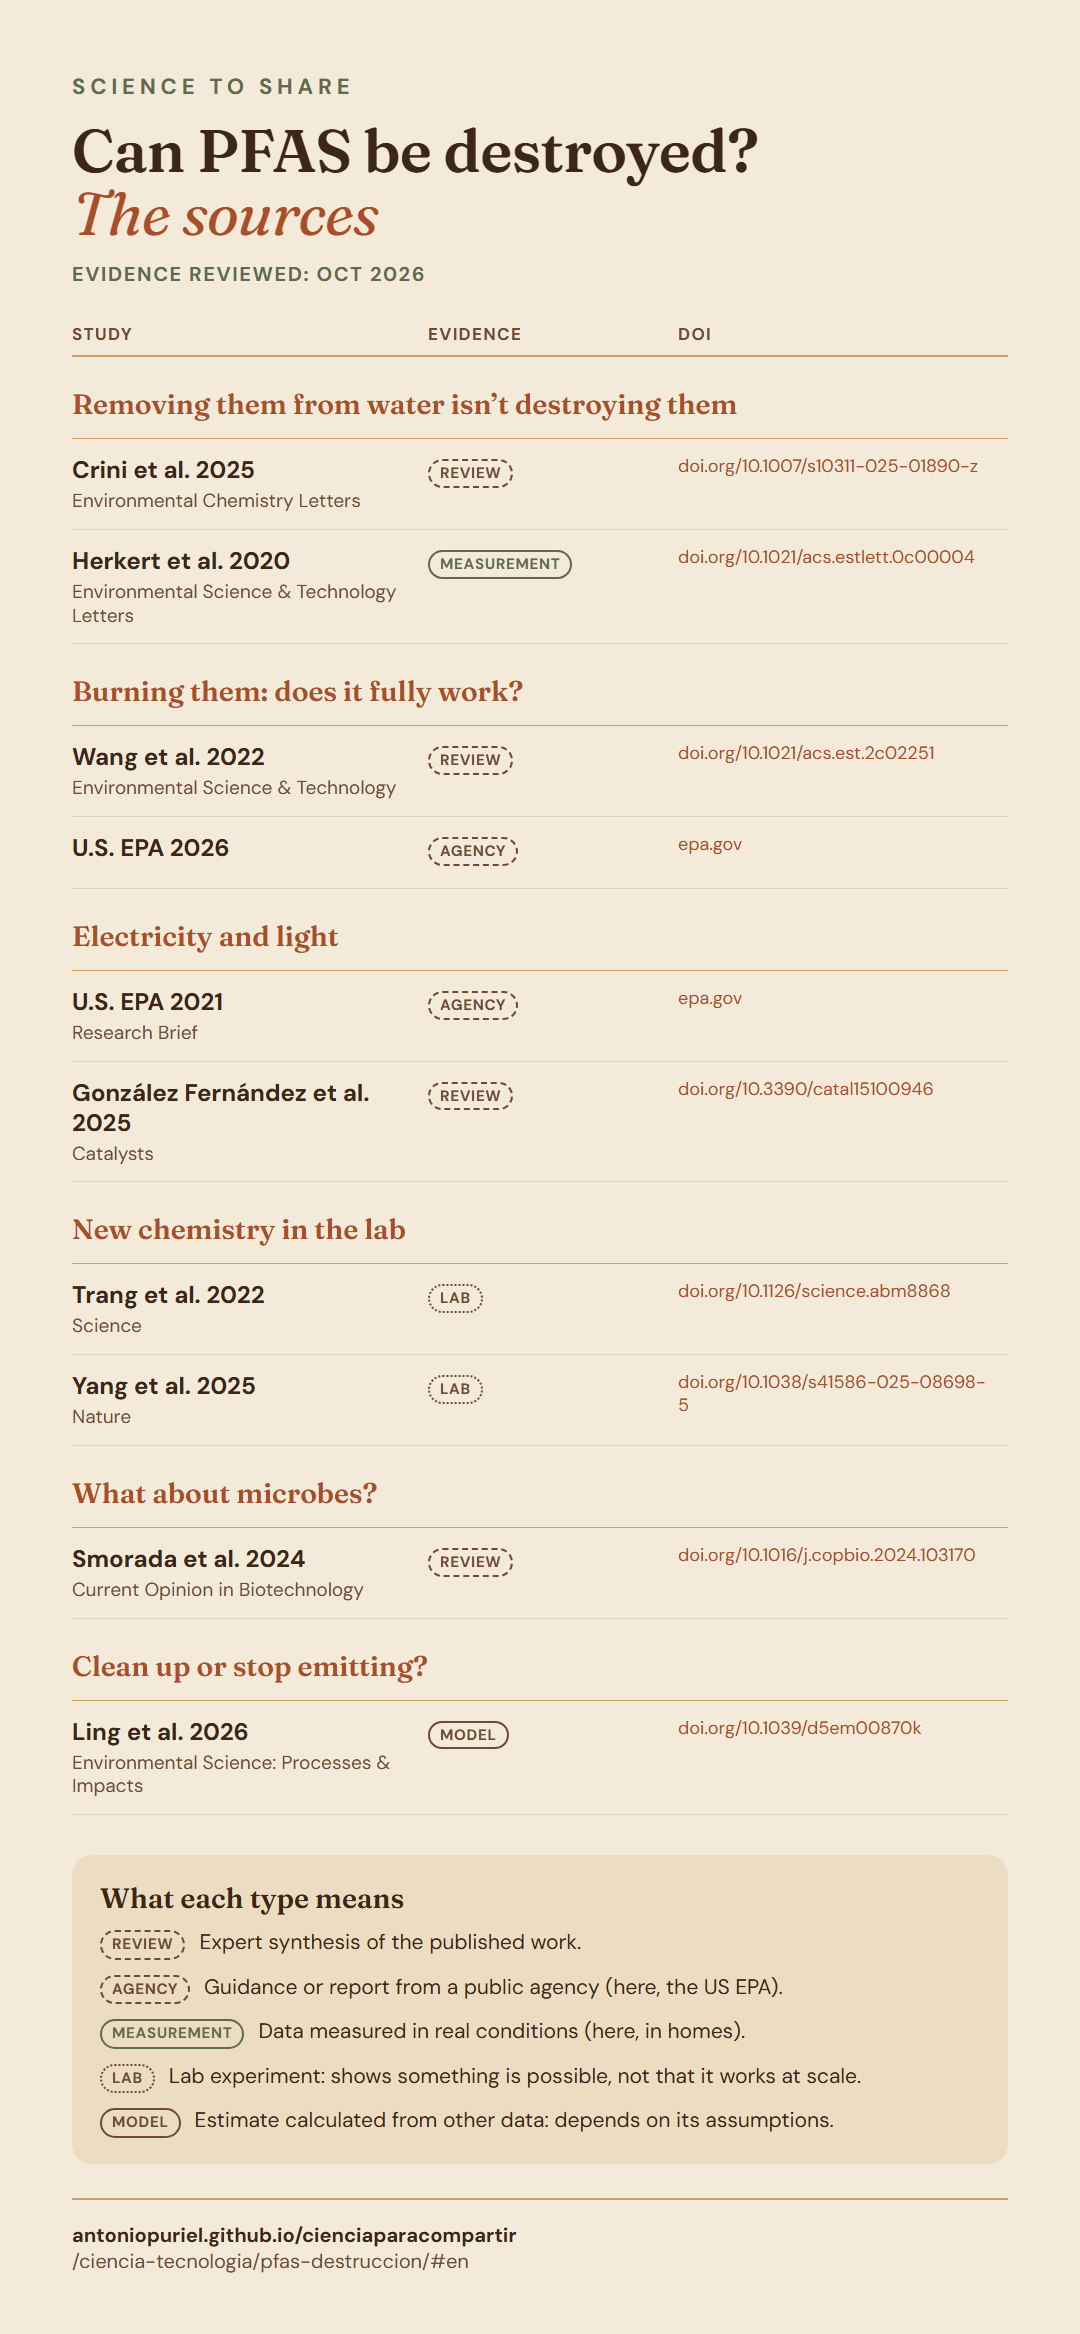 SCIENCE TO SHARE
Can PFAS be destroyed?
The sources
EVIDENCE REVIEWED: OCT 2026
STUDY EVIDENCE DOI
Removing them from water isn’t destroying them
Crini et al. 2025 REVIEW doi.org/10.1007/s10311-025-01890-z
Environmental Chemistry Letters
Herkert et al. 2020 MEASUREMENT doi.org/10.1021/acs.estlett.0c00004
Environmental Science & Technology
Letters
Burning them: does it fully work?
Wang et al. 2022 REVIEW doi.org/10.1021/acs.est.2c02251
Environmental Science & Technology
U.S. EPA 2026 AGENCY epa.gov
Electricity and light
U.S. EPA 2021 AGENCY epa.gov
Research Brief
González Fernández et al. REVIEW doi.org/10.3390/catal15100946
2025
Catalysts
New chemistry in the lab
Trang et al. 2022 LAB doi.org/10.1126/science.abm8868
Science
Yang et al. 2025 LAB doi.org/10.1038/s41586-025-08698-
5
Nature
What about microbes?
Smorada et al. 2024 REVIEW doi.org/10.1016/j.copbio.2024.103170
Current Opinion in Biotechnology
Clean up or stop emitting?
Ling et al. 2026 MODEL doi.org/10.1039/d5em00870k
Environmental Science: Processes &
Impacts
What each type means
REVIEW Expert synthesis of the published work.
AGENCY Guidance or report from a public agency (here, the US EPA).
MEASUREMENT Data measured in real conditions (here, in homes).
LAB Lab experiment: shows something is possible, not that it works at scale.
MODEL Estimate calculated from other data: depends on its assumptions.
antoniopuriel.github.io/cienciaparacompartir
/ciencia-tecnologia/pfas-destruccion/#en